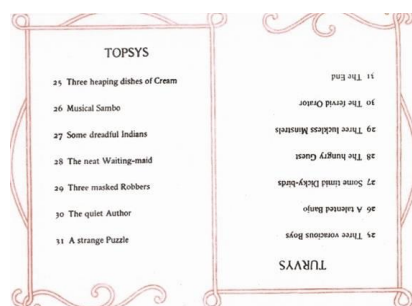 TOPSYS
25 Three heaping dishes of Cream
26 Musical Sambo
27 Some dreadful Indians
28 The neat Waiting-maid
29 Three masked Robbers
30 The quiet Author
31 A strange Puzzle
TURVYS
25 Three voracious Boys
26 A talented Banjo
27 Some timid Dicky-birds
28 The hungry Guest
29 Three luckless Minstrels
30 The fervid Orator
31 The End